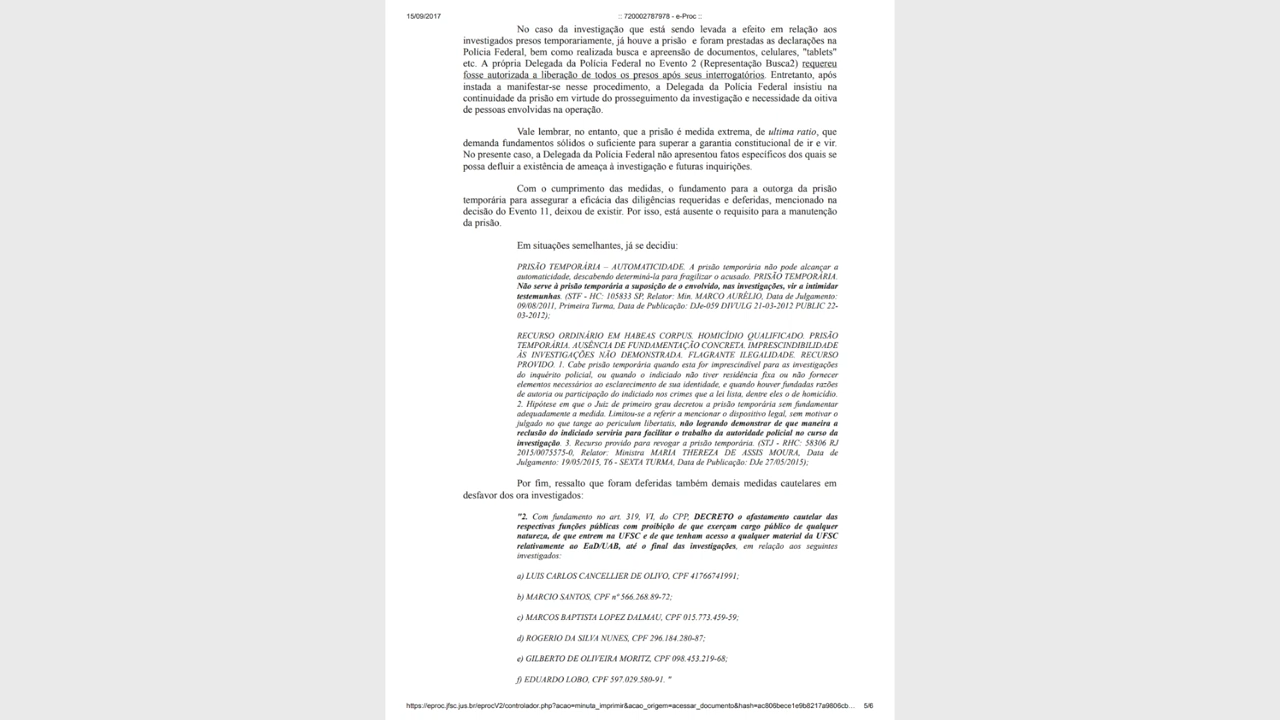 15/09/2017
:: 720002787978 - e-Proc ::
No caso da investigação que está sendo levada a efeito em relação aos
investigados presos temporariamente, já houve a prisão e foram prestadas as declarações na
Polícia Federal, bem como realizada busca e apreensão de documentos, celulares, "tablets"
etc. A própria Delegada da Polícia Federal no Evento 2 (Representação Busca2) requereu
fosse autorizada a liberação de todos os presos após seus interrogatórios. Entretanto, após
instada a manifestar-se nesse procedimento, a Delegada da Polícia Federal insistiu na
continuidade da prisão em virtude do prosseguimento da investigação e necessidade da oitiva
de pessoas envolvidas na operação.
Vale lembrar, no entanto, que a prisão é medida extrema, de ultima ratio, que
demanda fundamentos sólidos o suficiente para superar a garantia constitucional de ir e vir.
No presente caso, a Delegada da Polícia Federal não apresentou fatos específicos dos quais se
possa defluir a existência de ameaça à investigação e futuras inquirições.
Com o cumprimento das medidas, o fundamento para a outorga da prisão
temporária para assegurar a eficácia das diligências requeridas e deferidas, mencionado na
decisão do Evento 11, deixou de existir. Por isso, está ausente o requisito para a manutenção
da prisão.
Em situações semelhantes, já se decidiu:
PRISÃO TEMPORÁRIA – AUTOMATICIDADE. A prisão temporária não pode alcançar a
automaticidade, descabendo determiná-la para fragilizar o acusado. PRISÃO TEMPORÁRIA.
Não serve à prisão temporária a suposição de o envolvido, nas investigações, vir a intimidar
testemunhas. (STF - HC: 105833 SP, Relator: Min. MARCO AURÉLIO, Data de Julgamento:
09/08/2011, Primeira Turma, Data de Publicação: DJe-059 DIVULG 21-03-2012 PUBLIC 22-
03-2012);
RECURSO ORDINÁRIO EM HABEAS CORPUS. HOMICÍDIO QUALIFICADO. PRISÃO
TEMPORÁRIA. AUSÊNCIA DE FUNDAMENTAÇÃO CONCRETA. IMPRESCINDIBILIDADE
ÀS INVESTIGAÇÕES NÃO DEMONSTRADA. FLAGRANTE ILEGALIDADE. RECURSO
PROVIDO. 1. Cabe prisão temporária quando esta for imprescindível para as investigações
do inquérito policial, ou quando o indiciado não tiver residência fixa ou não fornecer
elementos necessários ao esclarecimento de sua identidade, e quando houver fundadas razões
de autoria ou participação do indiciado nos crimes que a lei lista, dentre eles o de homicídio.
2. Hipótese em que o Juiz de primeiro grau decretou a prisão temporária sem fundamentar
adequadamente a medida. Limitou-se a referir a mencionar o dispositivo legal, sem motivar o
julgado no que tange ao periculum libertatis, não logrando demonstrar de que maneira a
reclusão do indiciado serviria para facilitar o trabalho da autoridade policial no curso da
investigação. 3. Recurso provido para revogar a prisão temporária. (STJ - RHC: 58306 RJ
2015/0075575-0, Relator: Ministra MARIA THEREZA DE ASSIS MOURA, Data de
Julgamento: 19/05/2015, T6 - SEXTA TURMA, Data de Publicação: DJe 27/05/2015);
Por fim, ressalto que foram deferidas também demais medidas cautelares em
desfavor dos ora investigados:
"2. Com fundamento no art. 319, VI, do CPP, DECRETO o afastamento cautelar das
respectivas funções públicas com proibição de que exerçam cargo público de qualquer
natureza, de que entrem na UFSC e de que tenham acesso a qualquer material da UFSC
relativamente ao EaD/UAB, até o final das investigações, em relação aos seguintes
investigados:
a) LUIS CARLOS CANCELLIER DE OLIVO, CPF 41766741991;
b) MARCIO SANTOS, CPF nº 566.268.89-72;
c) MARCOS BAPTISTA LOPEZ DALMAU, CPF 015.773.459-59;
d) ROGERIO DA SILVA NUNES, CPF 296.184.280-87;
e) GILBERTO DE OLIVEIRA MORITZ, CPF 098.453.219-68;
f) EDUARDO LOBO, CPF 597.029.580-91. "
https://eproc.jfsc.jus.br/eprocV2/controlador.php?acao=minuta_imprimir&acao_origem=acessar_documento&hash=ac806bece1e9b8217a9806cb... 5/6